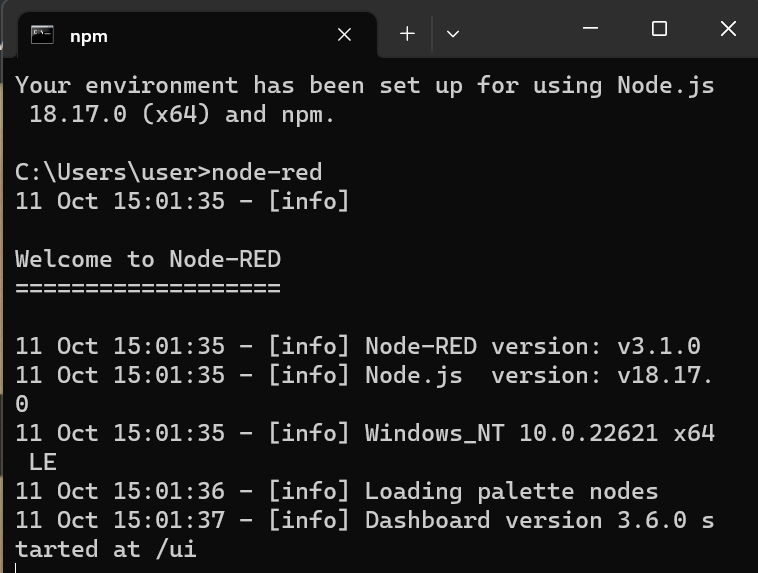 npm
Your environment has been set up for using Node.js
 18.17.0 (x64) and npm.
C:\Users\user>node-red
11 Oct 15:01:35 - [info]
Welcome to Node-RED
===================
11 Oct 15:01:35 - [info] Node-RED version: v3.1.0
11 Oct 15:01:35 - [info] Node.js  version: v18.17.
0
11 Oct 15:01:35 - [info] Windows_NT 10.0.22621 x64
 LE
11 Oct 15:01:36 - [info] Loading palette nodes
11 Oct 15:01:37 - [info] Dashboard version 3.6.0 s
tarted at /ui